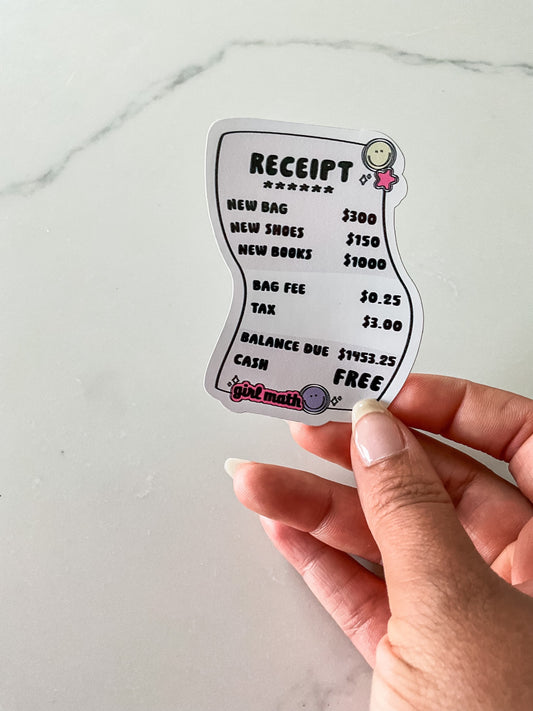 RECEIPT
******
NEW BAG $300
NEW SHOES $150
NEW BOOKS $1000
BAG FEE $0.25
TAX $3.00
BALANCE DUE $1453.25
CASH FREE
girl math